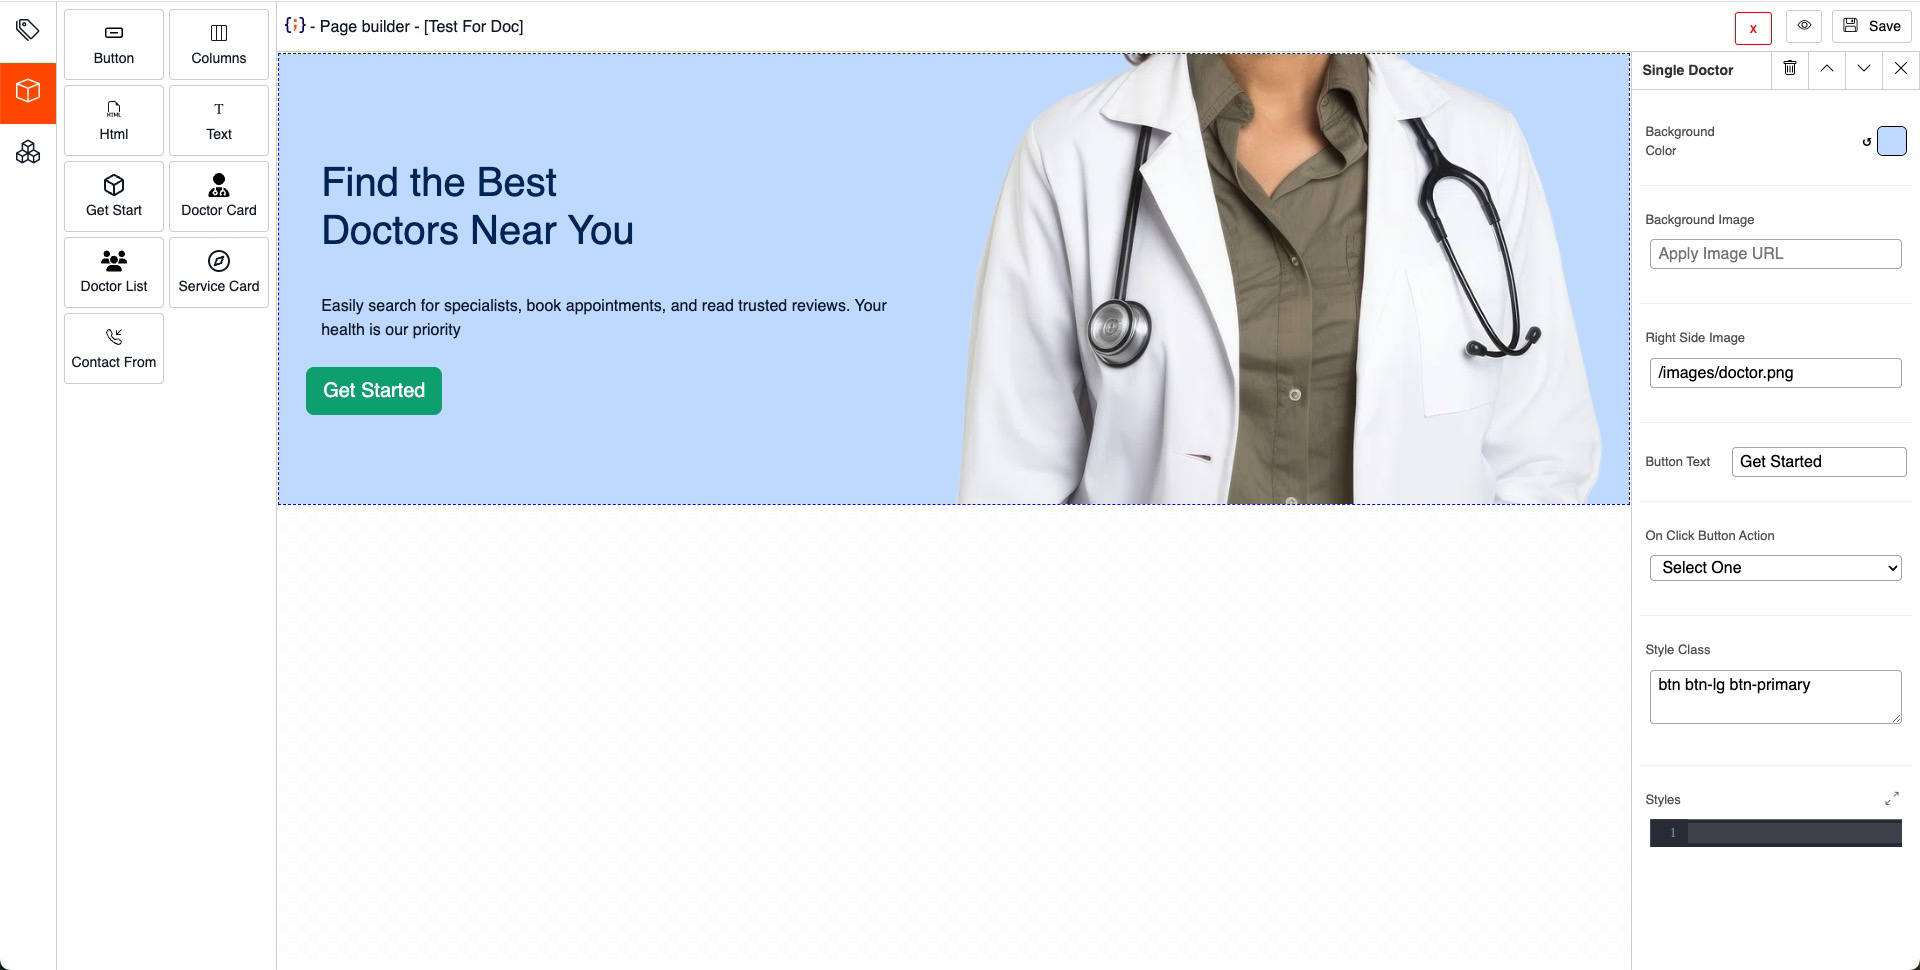 {;} - Page builder - [Test For Doc]
x
Save
Button
Columns
HTML
Html
T
Text
Get Start
Doctor Card
Doctor List
Service Card
Contact From
Find the Best
Doctors Near You
Easily search for specialists, book appointments, and read trusted reviews. Your
health is our priority
Get Started
Single Doctor
Background
Color
Background Image
Apply Image URL
Right Side Image
/images/doctor.png
Button Text
Get Started
On Click Button Action
Select One
Style Class
btn btn-lg btn-primary
Styles
1